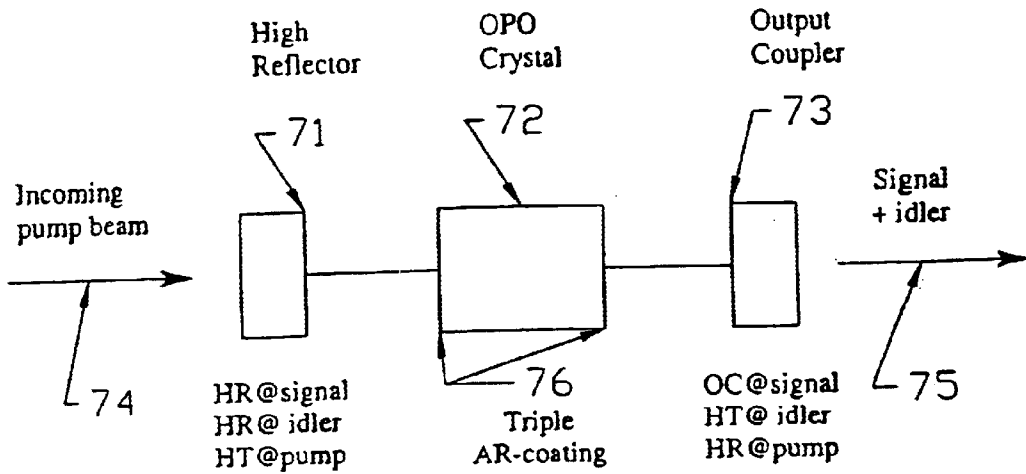 High
Reflector
OPO
Crystal
Output
Coupler
71
72
73
Incoming
pump beam
Signal
+ idler
74
76
75
HR@signal
HR@ idler
HT@pump
Triple
AR-coating
OC@signal
HT@ idler
HR@pump